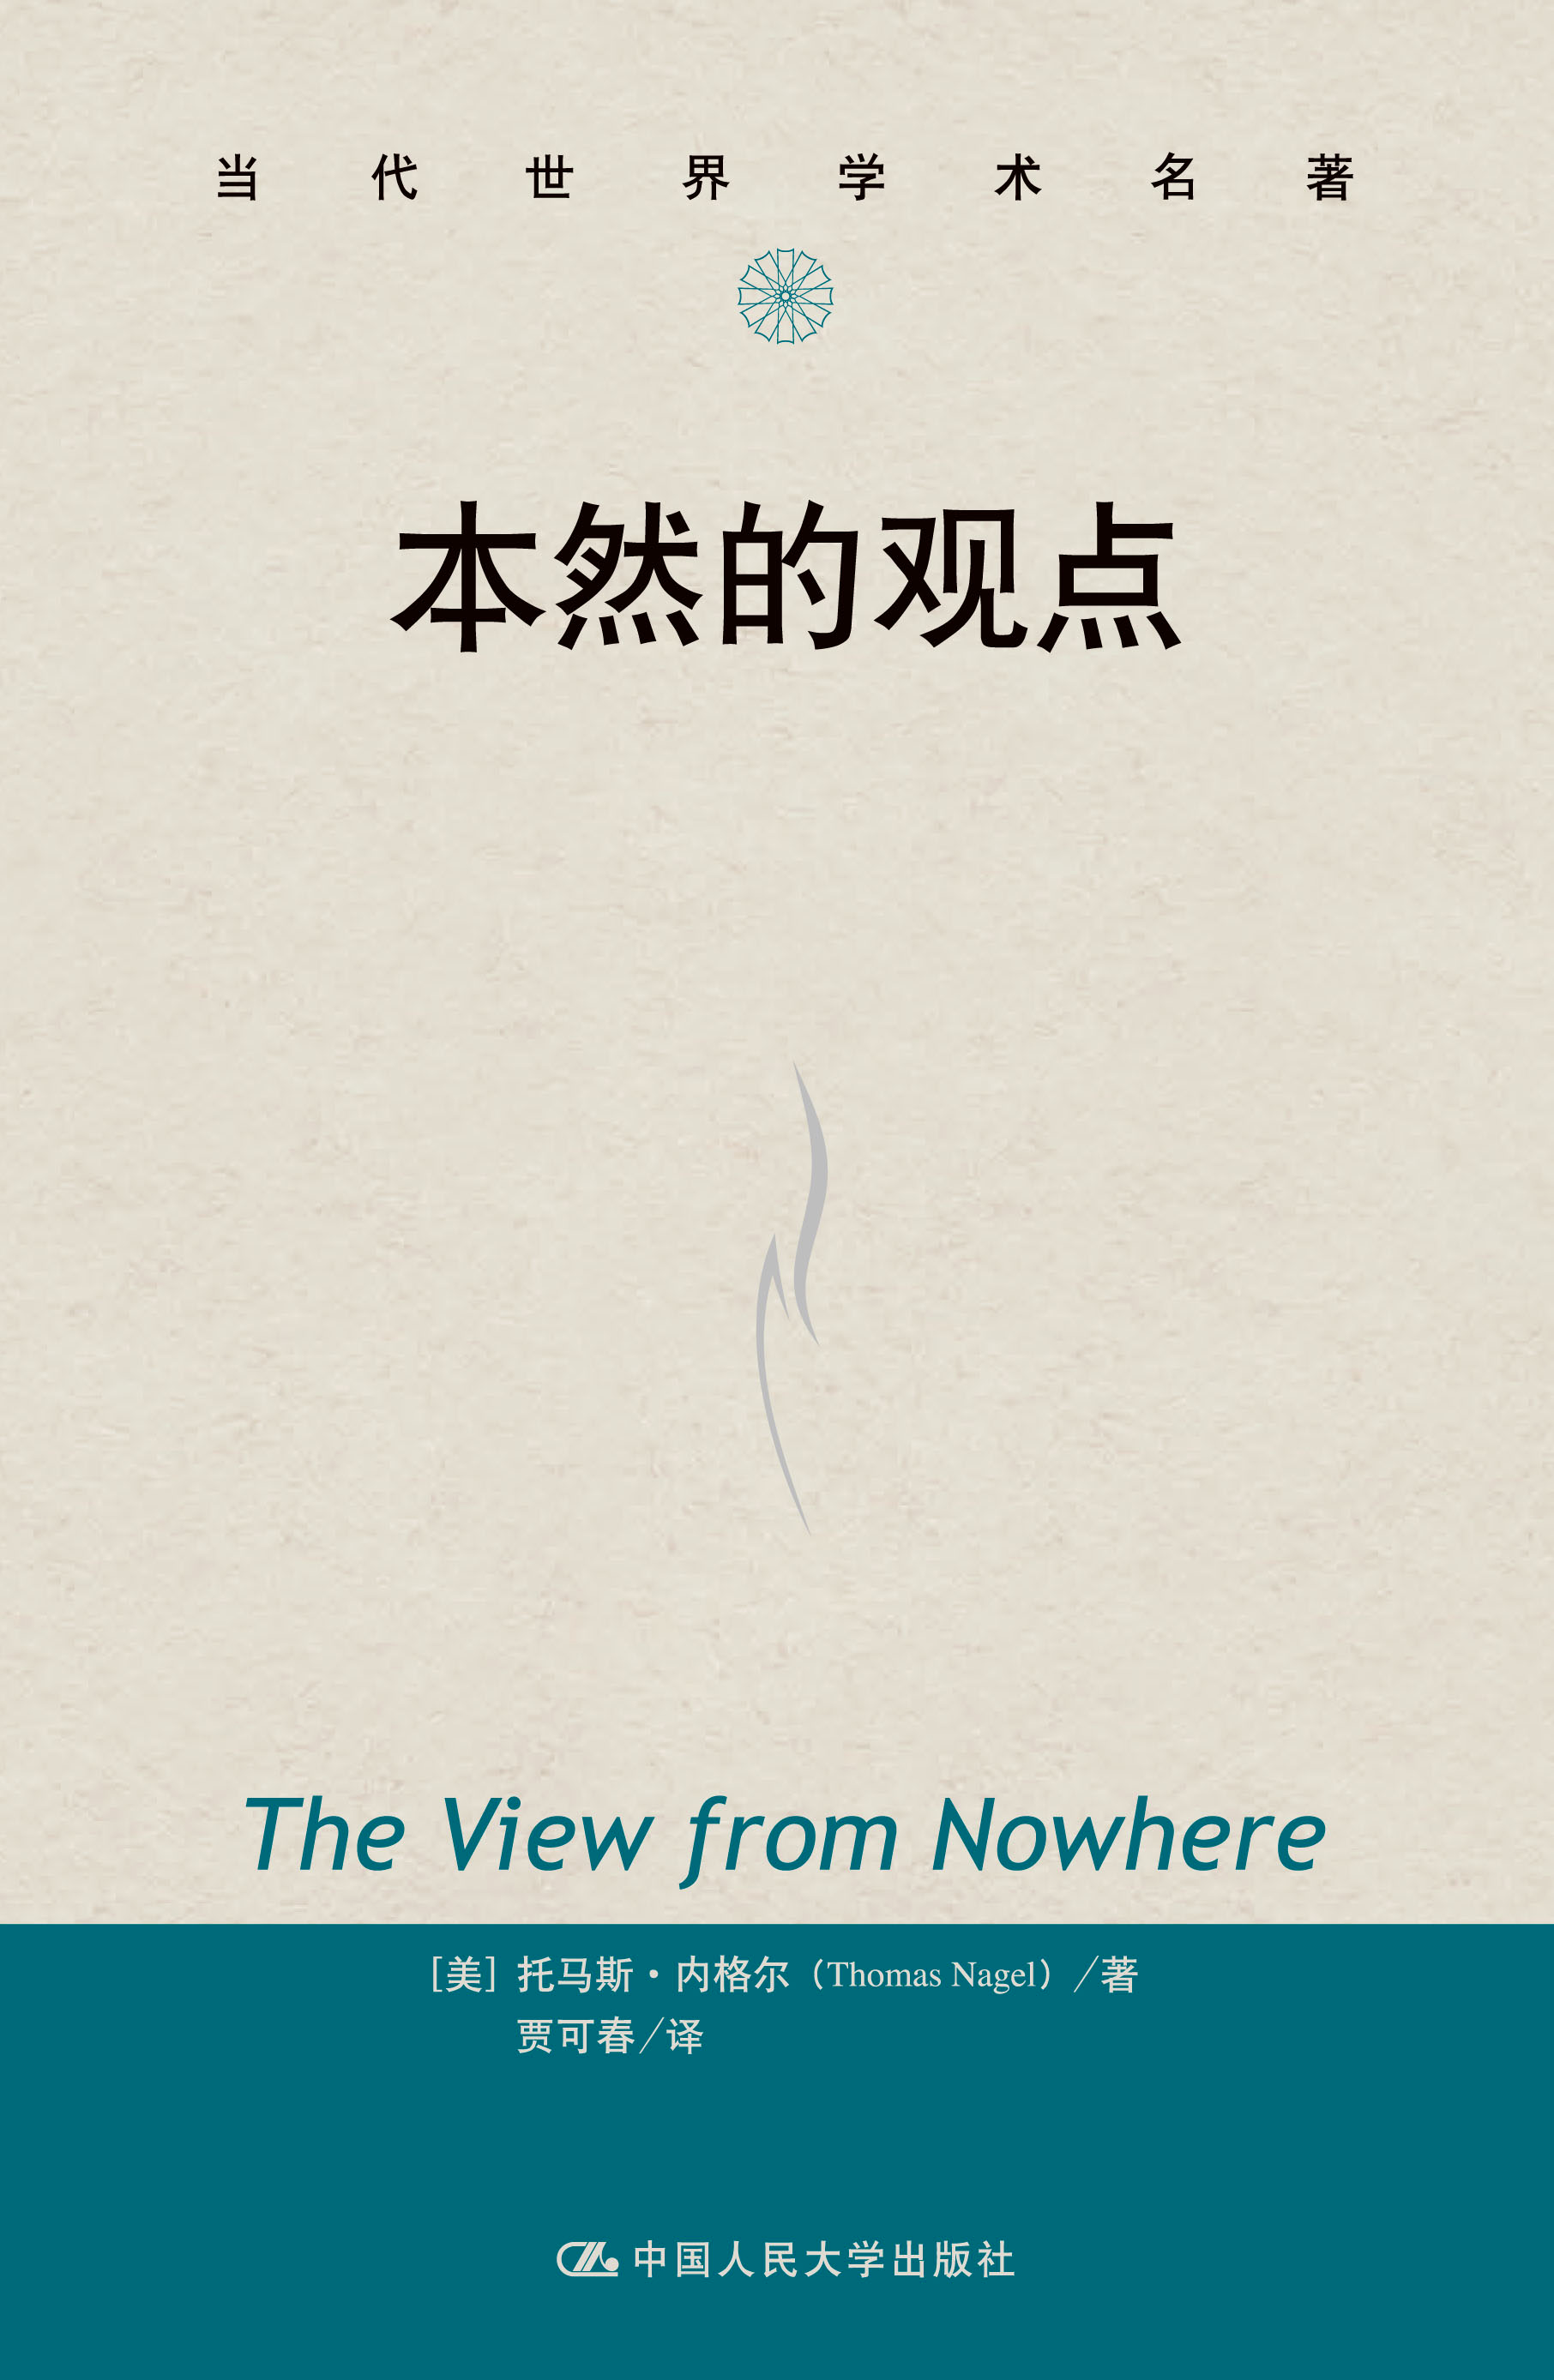 当代世界学术名著
本然的观点
The View from Nowhere
[美] 托马斯·内格尔（Thomas Nagel）/著
贾可春/译
中国人民大学出版社